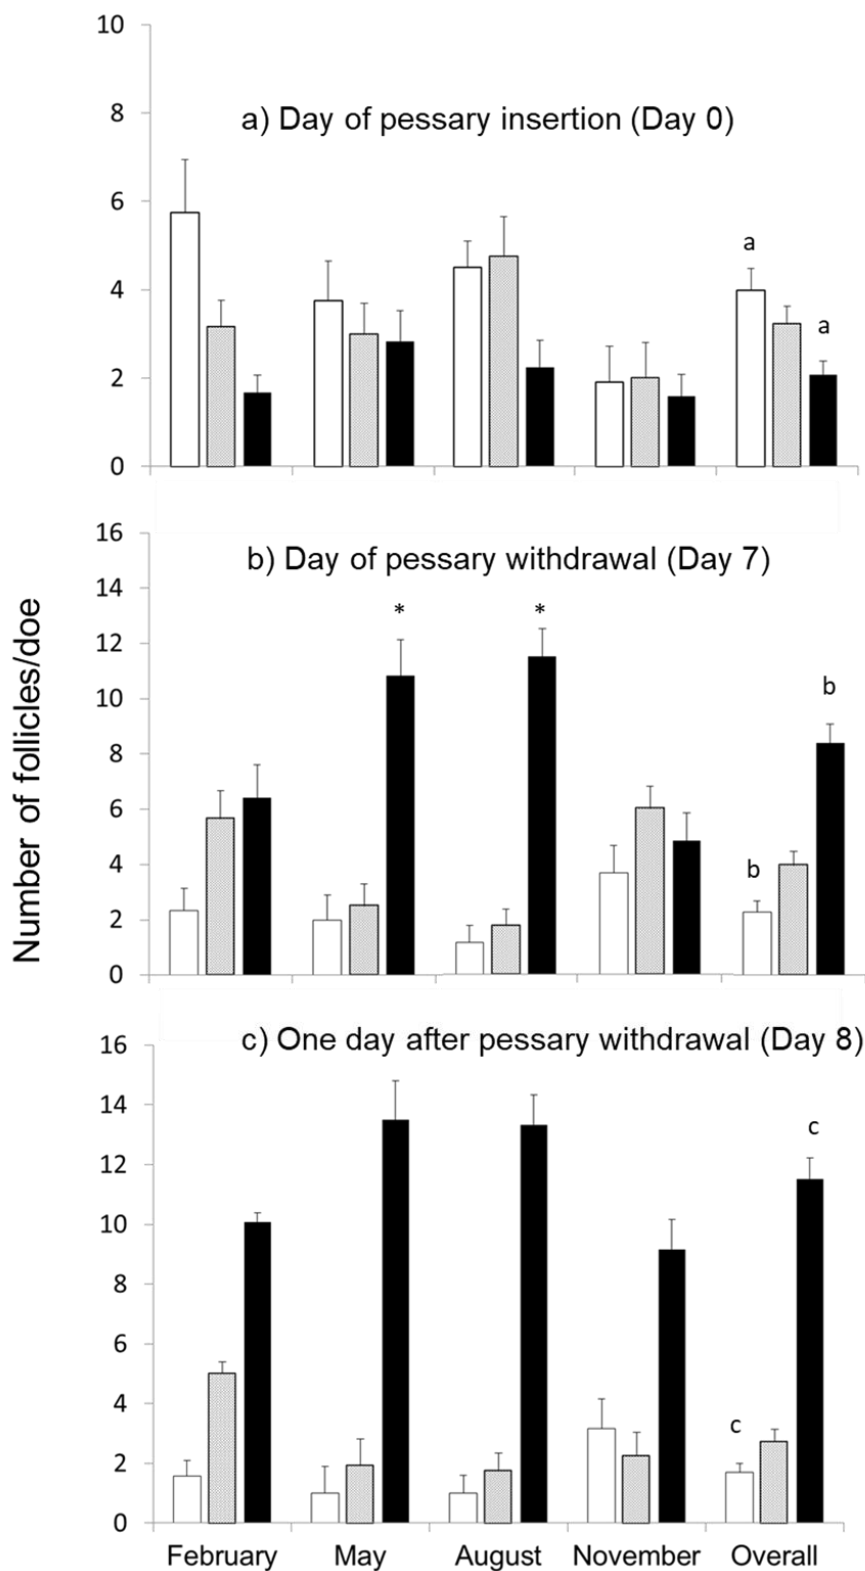 10
a) Day of pessary insertion (Day 0)
8
6
a
4
a
2
0
16
b) Day of pessary withdrawal (Day 7)
14
* *
12
b
10
8
6
b
4
2
0
Number of follicles/doe
c) One day after pessary withdrawal (Day 8)
16
14
c
12
10
8
6
4
c
2
0
February May August November Overall